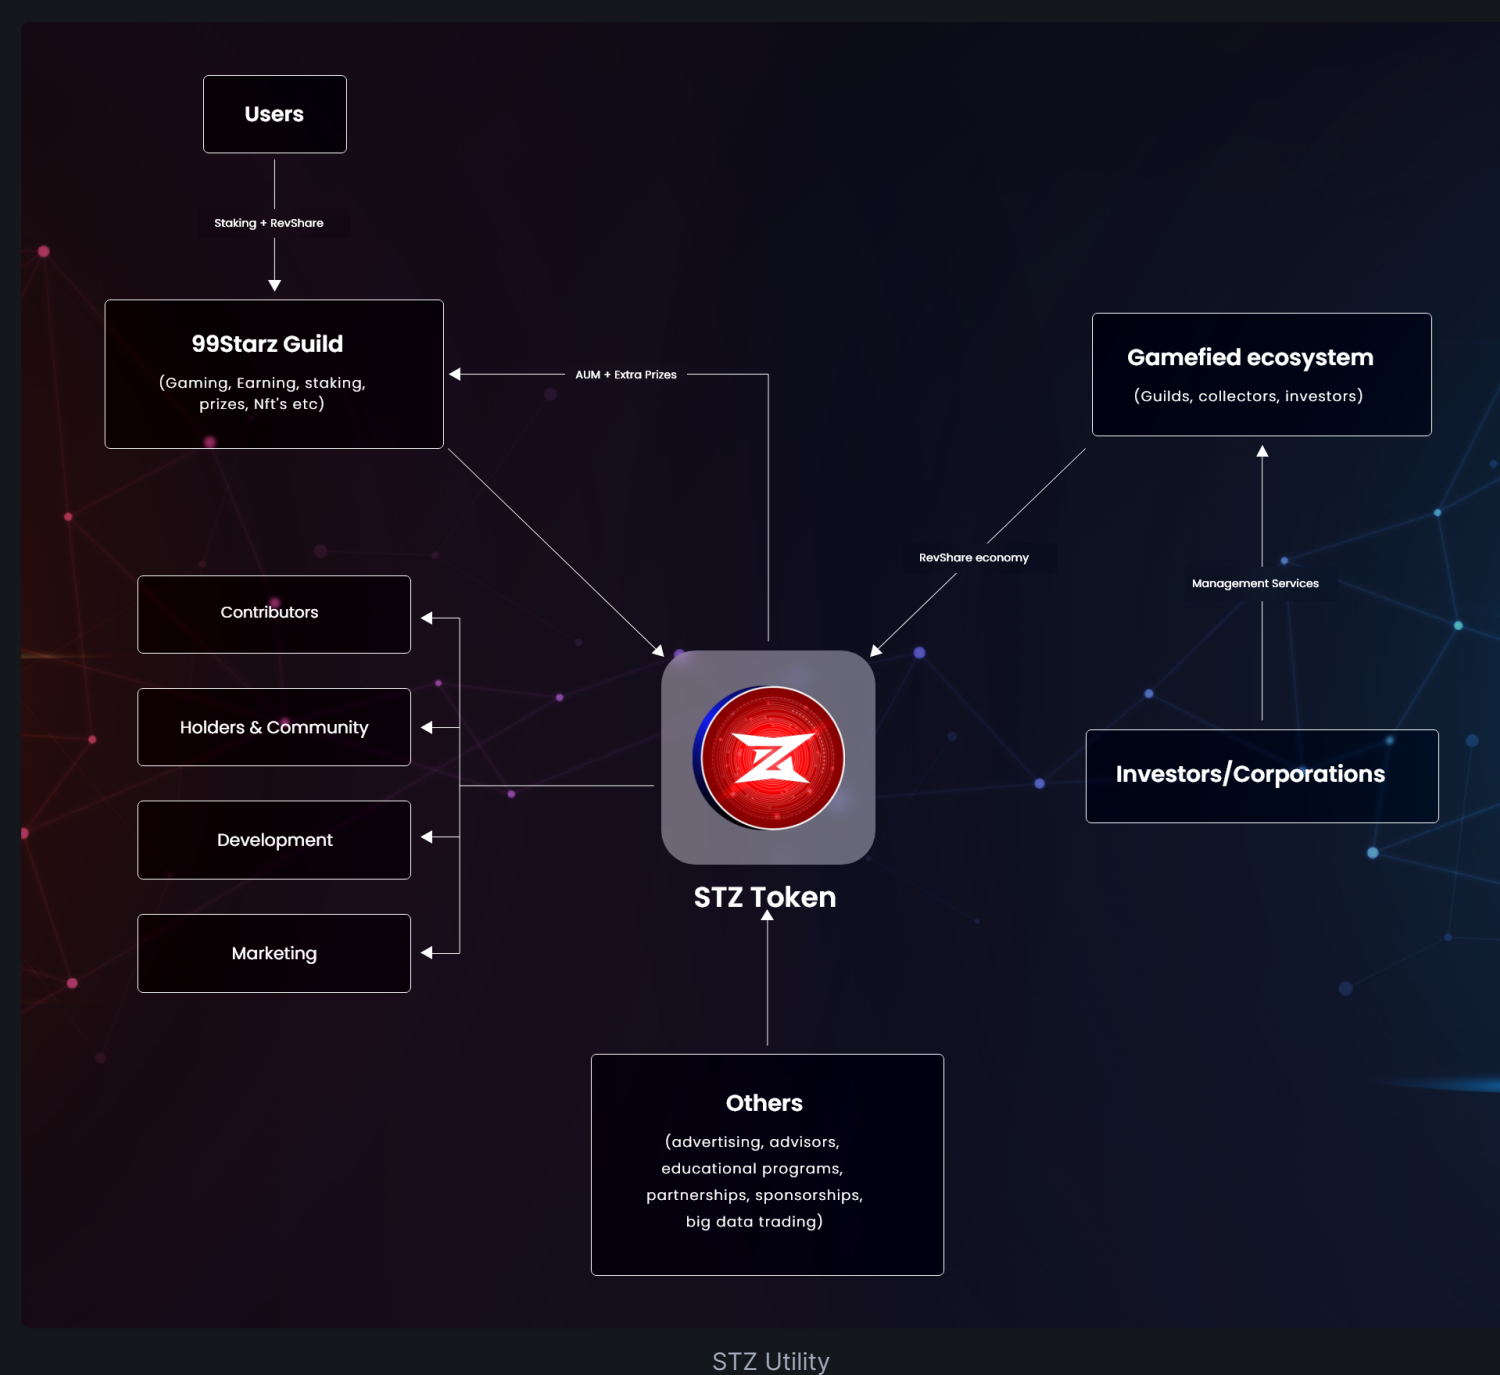 Users
Staking + RevShare
99Starz Guild
(Gaming, Earning, staking,
prizes, Nft's etc)
AUM + Extra Prizes
Gamefied ecosystem
(Guilds, collectors, investors)
RevShare economy
Management Services
Contributors
Holders & Community
Development
Marketing
Investors/Corporations
STZ Token
Others
(advertising, advisors,
educational programs,
partnerships, sponsorships,
big data trading)
STZ Utility